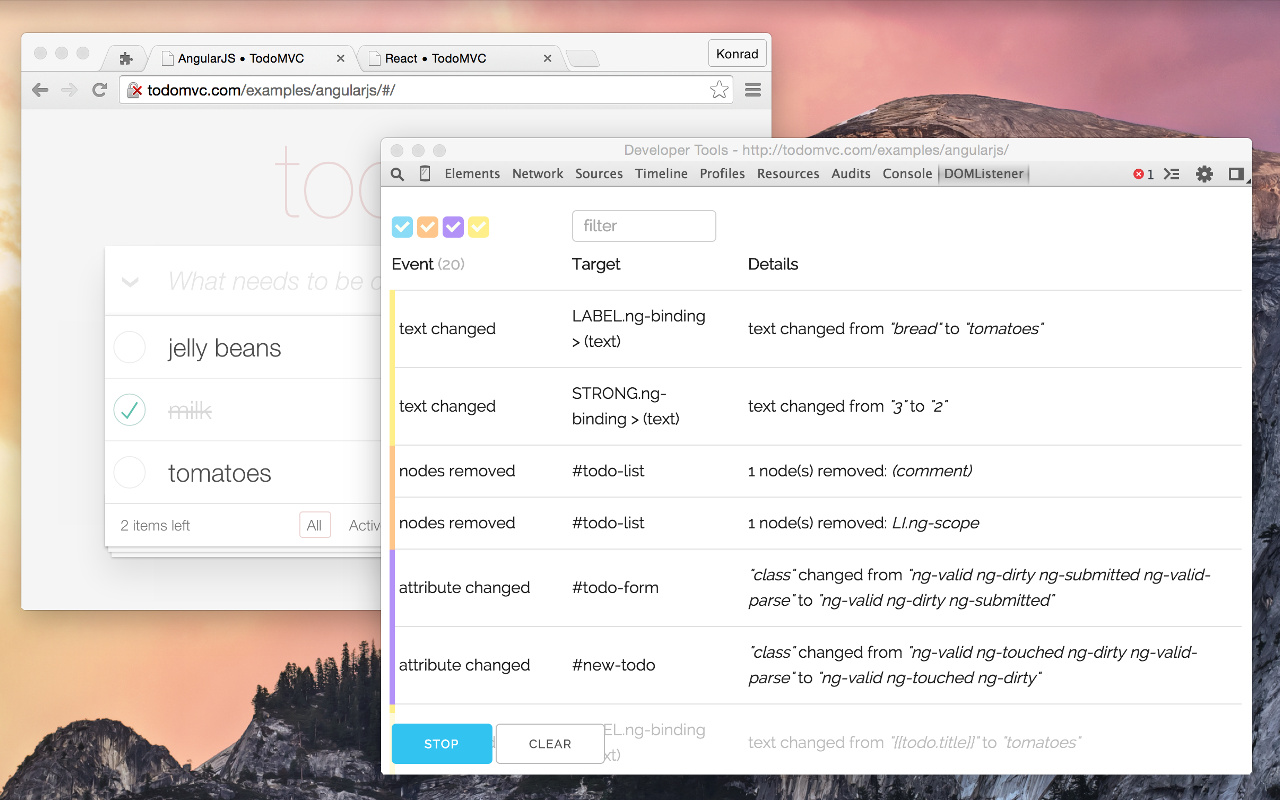 AngularJS • TodoMVC
React • TodoMVC
Konrad
todomvc.com/examples/angularjs/#/
What needs to be d
jelly beans
milk
tomatoes
2 items left
All
Activ
Developer Tools - http://todomvc.com/examples/angularjs/
Elements Network Sources Timeline Profiles Resources Audits Console DOMListener 1
filter
Event (20) Target Details
text changed
LABEL.ng-binding
> (text)
text changed from "bread" to "tomatoes"
text changed
STRONG.ng-
binding > (text)
text changed from "3" to "2"
nodes removed #todo-list 1 node(s) removed: (comment)
nodes removed #todo-list 1 node(s) removed: LI.ng-scope
attribute changed #todo-form
"class" changed from "ng-valid ng-dirty ng-submitted ng-valid-
parse" to "ng-valid ng-dirty ng-submitted"
attribute changed #new-todo
"class" changed from "ng-valid ng-touched ng-dirty ng-valid-
parse" to "ng-valid ng-touched ng-dirty"
EL.ng-binding
xt)
text changed from "{{todo.title}}" to "tomatoes"
STOP
CLEAR